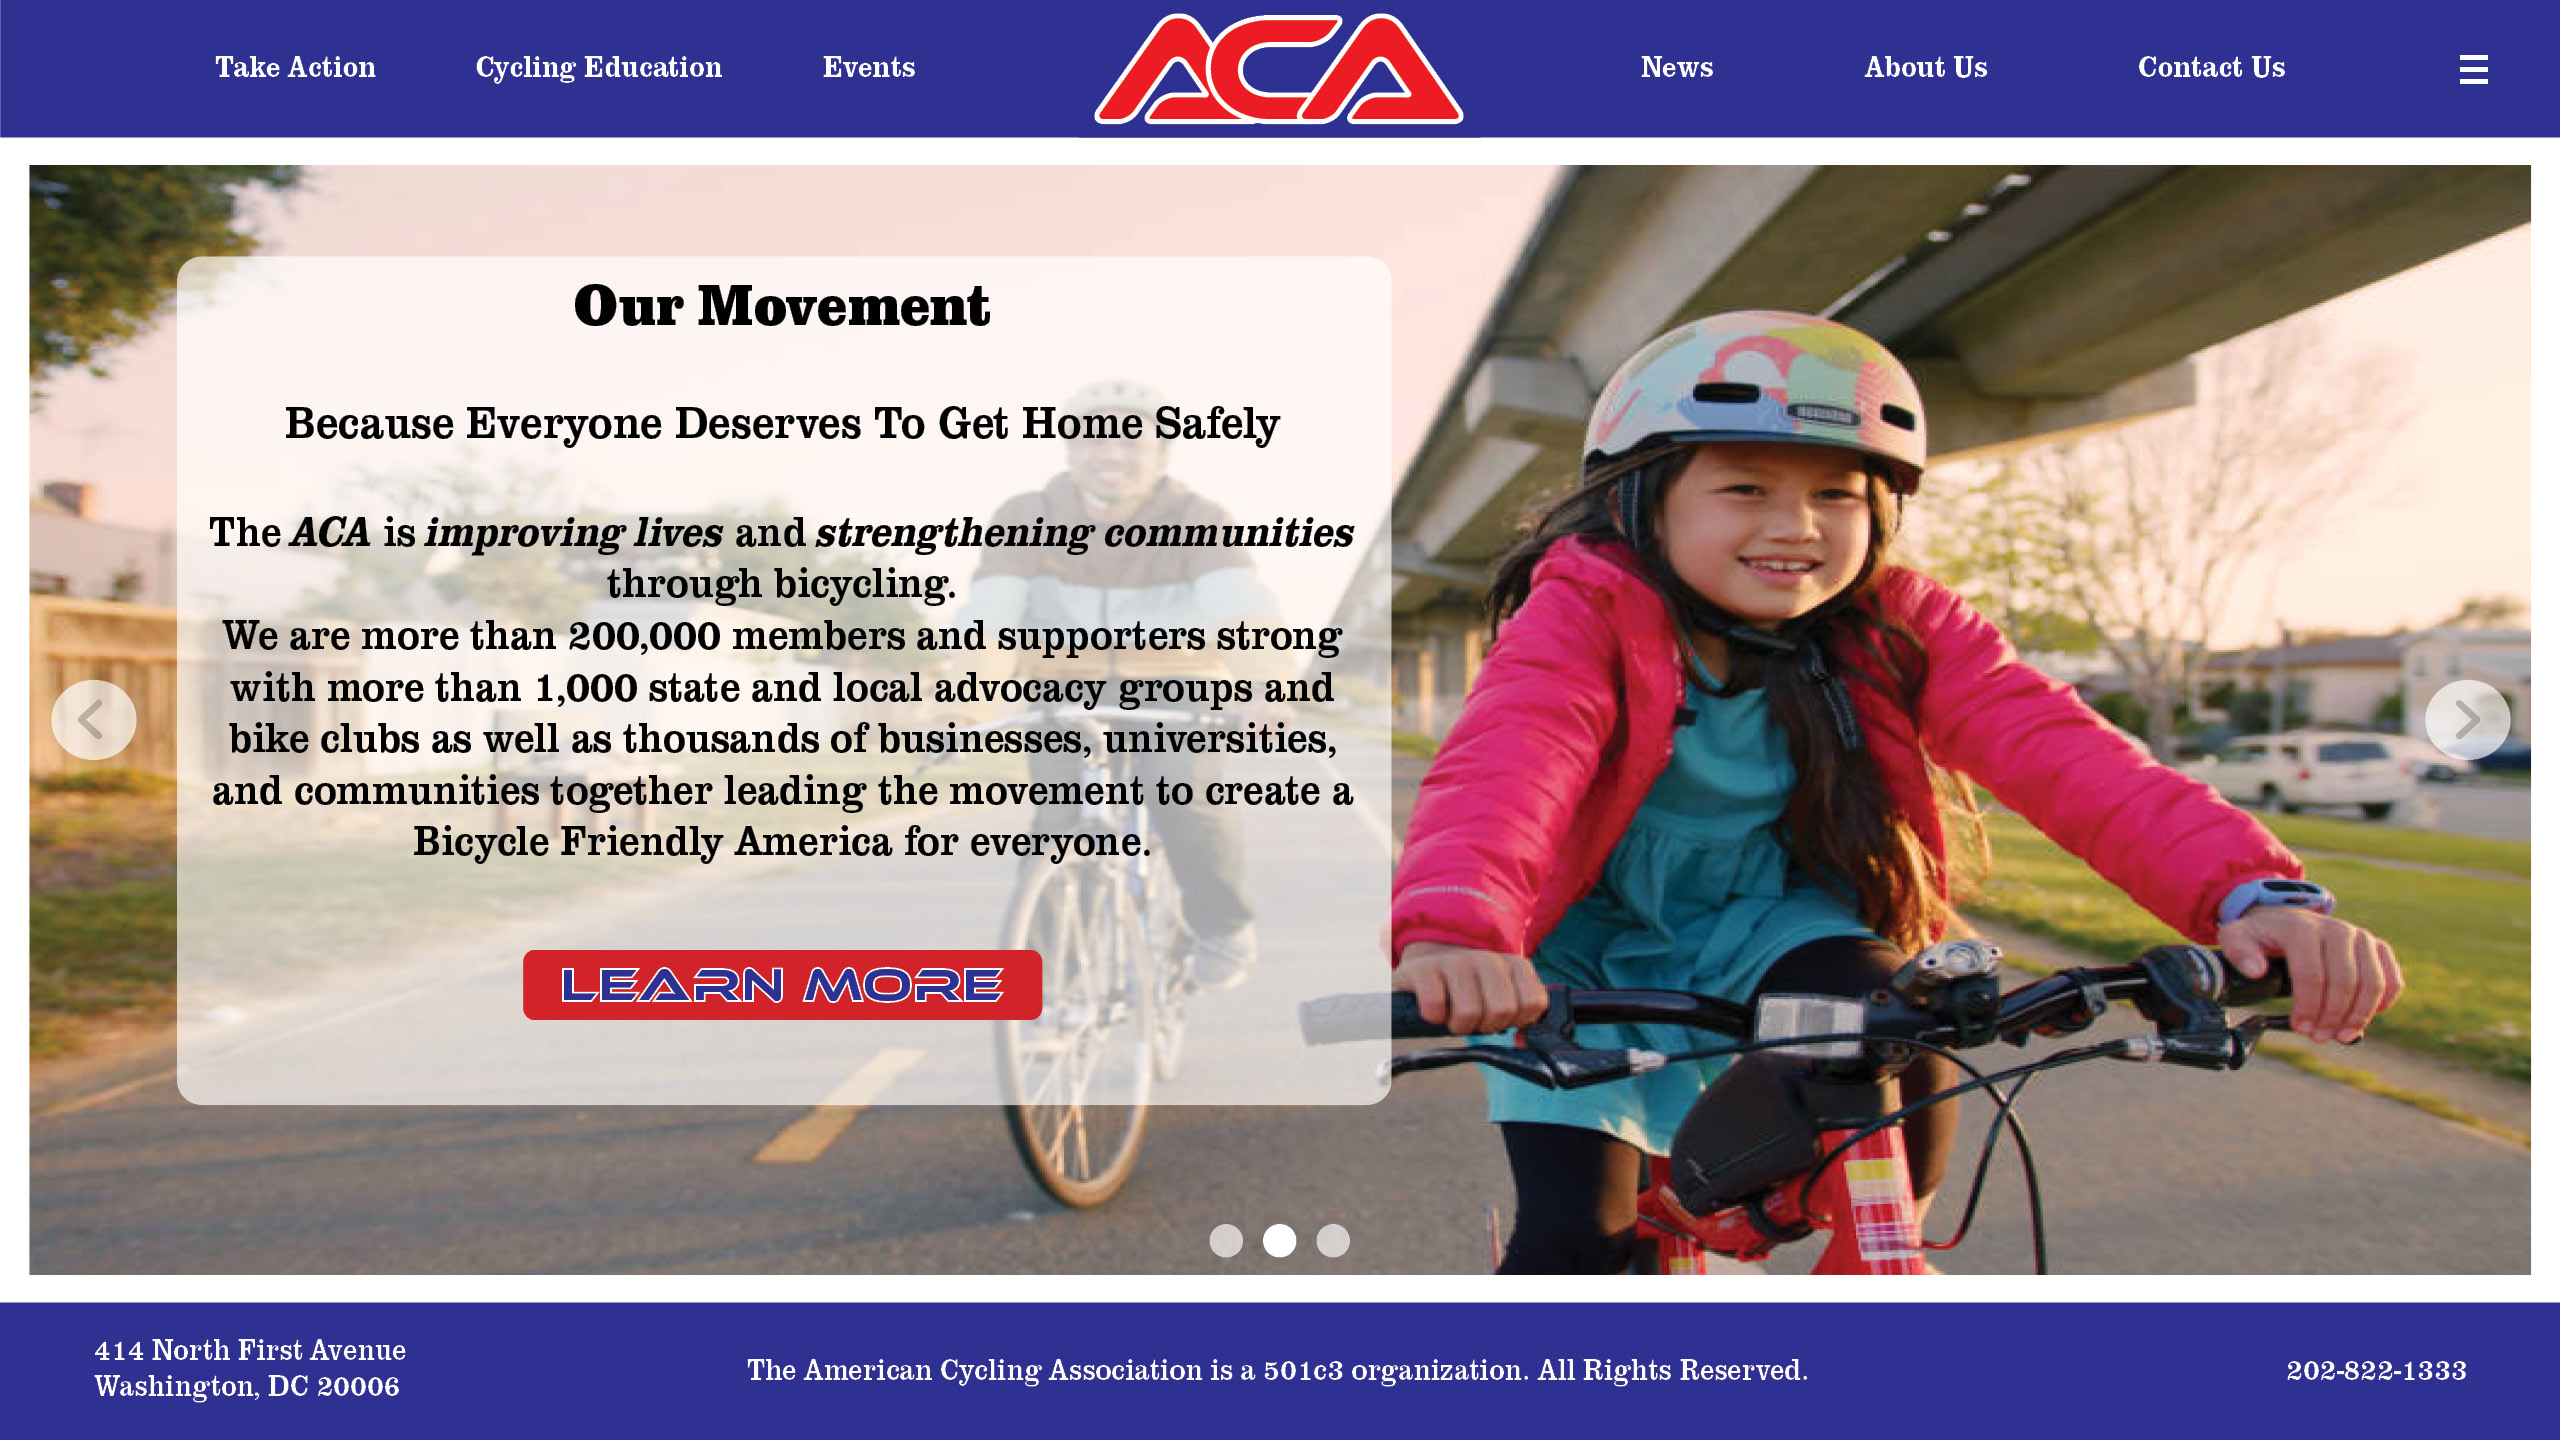 Take Action
Cycling Education
Events
ACA
News
About Us
Contact Us
Our Movement
Because Everyone Deserves To Get Home Safely
The ACA is improving lives and strengthening communities
through bicycling.
We are more than 200,000 members and supporters strong
with more than 1,000 state and local advocacy groups and
bike clubs as well as thousands of businesses, universities,
and communities together leading the movement to create a
Bicycle Friendly America for everyone.
LEARN MORE
414 North First Avenue
Washington, DC 20006
The American Cycling Association is a 501c3 organization. All Rights Reserved.
202-822-1333